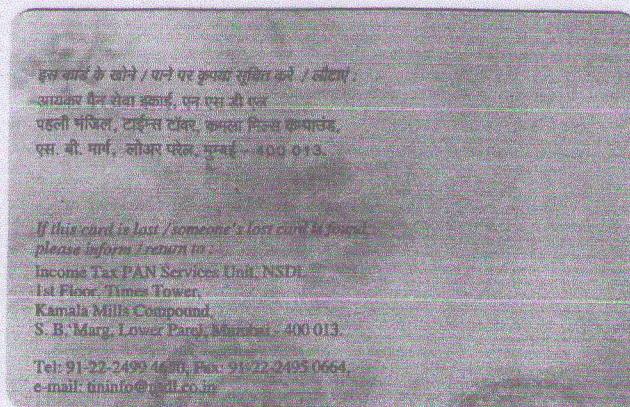 इस कार्ड के खोने / पाने पर कृपया सूचित करें / लौटाएं :
आयकर पैन सेवा इकाई, एन एस डी एल
पहली मंजिल, टाईम्स टॉवर, कमला मिल्स कम्पाउंड,
एस. बी. मार्ग, लोअर परेल, मुम्बई - 400 013.
If this card is lost / someone's lost card is found,
please inform / return to :
Income Tax PAN Services Unit, NSDL
1st Floor, Times Tower,
Kamala Mills Compound,
S. B. Marg, Lower Parel, Mumbai - 400 013.
Tel: 91-22-2499 4650, Fax: 91-22-2495 0664,
e-mail: tininfo@nsdl.co.in